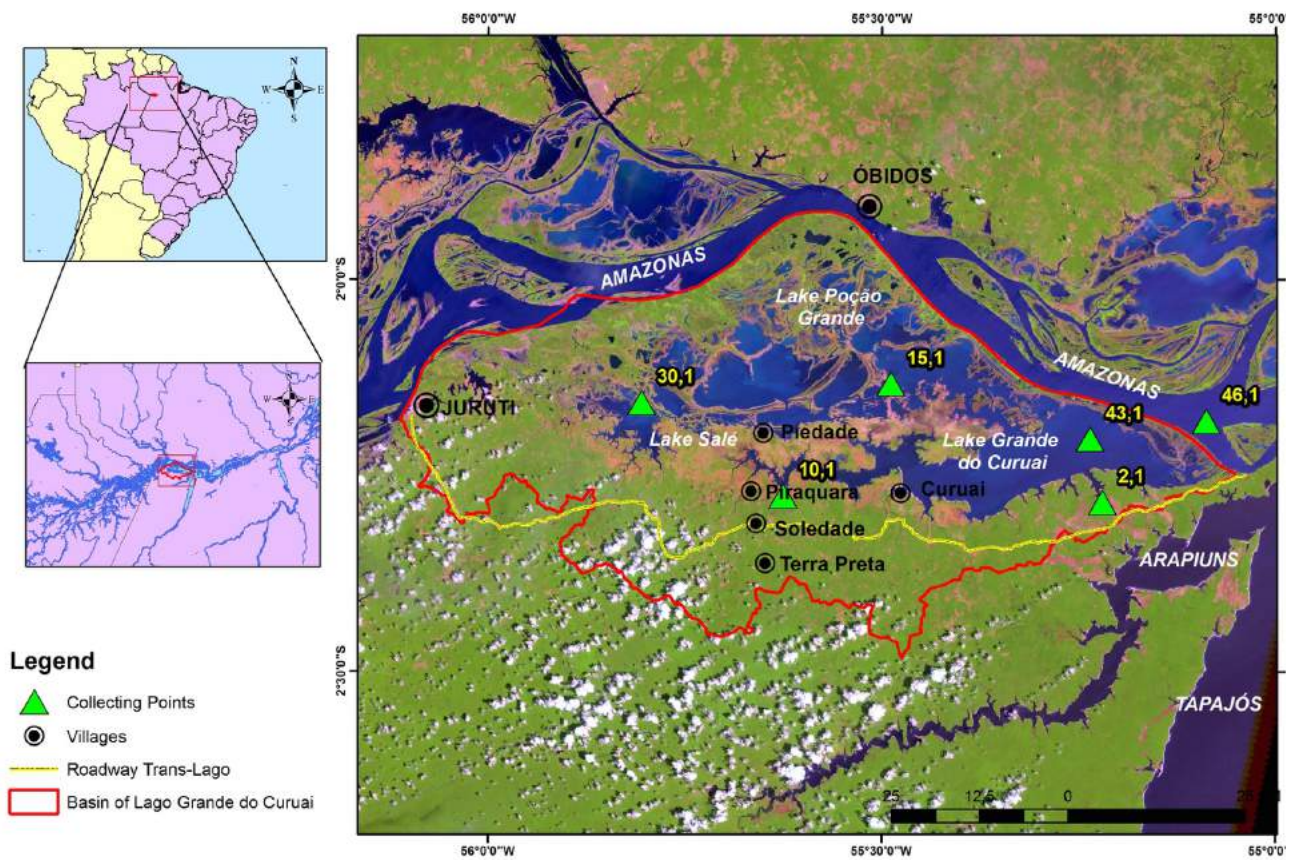 56°0'0"W
55°30'0"W
55°0'0"
N
W
E
S
ÓBIDOS
AMAZONAS
2°0'0"S
Lake Poção
Grande
AMAZONAS
30,1
15,1
46,1
43,1
JURUTI
Lake Salé
Piedade
Lake Grande
do Curuai
N
W
E
S
10,1
2,1
Piraquara
Curuai
Soledade
ARAPIUNS
Terra Preta
Legend
2°30'0"S
Collecting Points
TAPAJÓS
Villages
Roadway Trans-Lago
Basin of Lago Grande do Curuai
25
12,5
0
56°0'0"W
55°30'0"W
55°0'0"